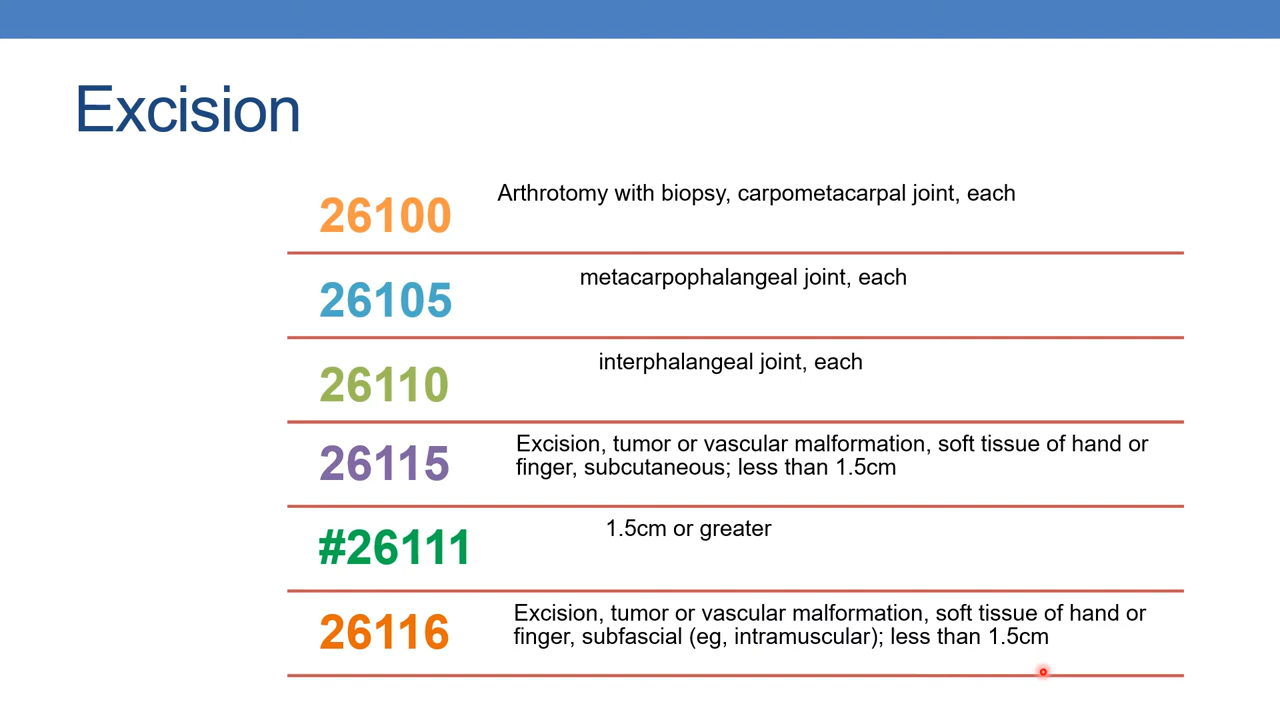 Excision
26100
Arthrotomy with biopsy, carpometacarpal joint, each
26105
metacarpophalangeal joint, each
26110
interphalangeal joint, each
26115
Excision, tumor or vascular malformation, soft tissue of hand or
finger, subcutaneous; less than 1.5cm
#26111
1.5cm or greater
26116
Excision, tumor or vascular malformation, soft tissue of hand or
finger, subfascial (eg, intramuscular); less than 1.5cm